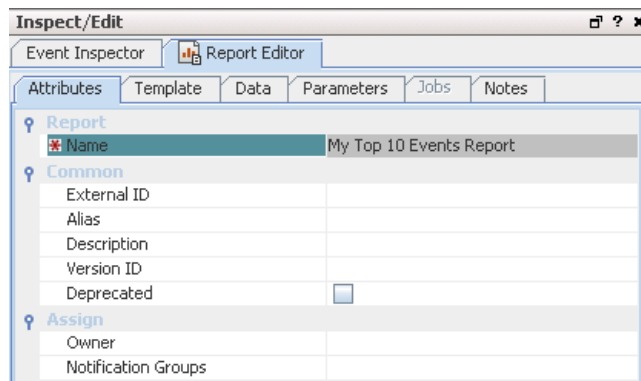 Inspect/Edit
Event Inspector Report Editor
Attributes Template Data Parameters Jobs Notes
Report
Name My Top 10 Events Report
Common
External ID
Alias
Description
Version ID
Deprecated
Assign
Owner
Notification Groups